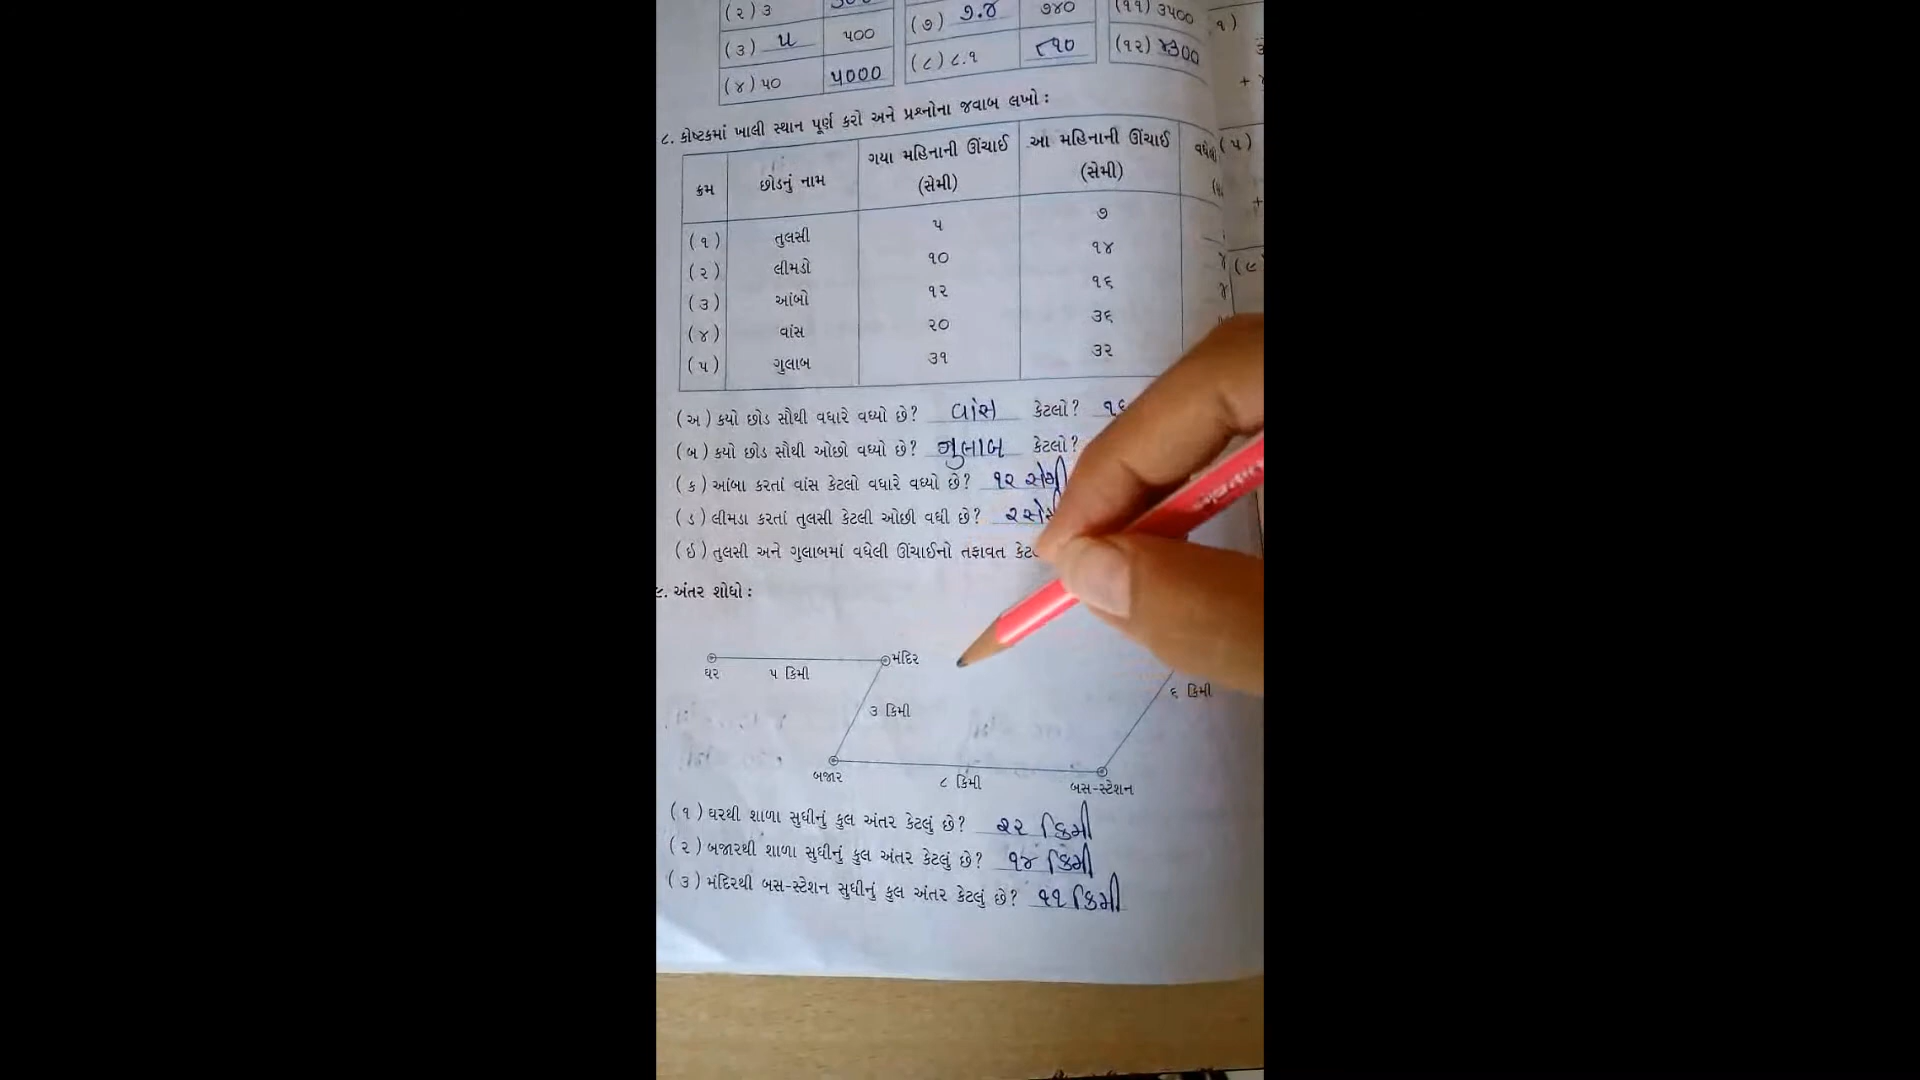 (૨) ૩
(૩) ૫ ૫૦૦
(૪) ૫૦ ૫૦૦૦
(૭) ૭.૪ ૭૪૦
(૮) ૮.૧ ૮૧૦
(૧૧) ૩૫૦૦
(૧૨) ૪૩૦૦
૮. કોષ્ટકમાં ખાલી સ્થાન પૂર્ણ કરો અને પ્રશ્નોના જવાબ લખો :
ક્રમ છોડનું નામ ગયા મહિનાની ઊંચાઈ (સેમી) આ મહિનાની ઊંચાઈ (સેમી)
(૧) તુલસી ૫ ૭
(૨) લીમડો ૧૦ ૧૪
(૩) આંબો ૧૨ ૧૬
(૪) વાંસ ૨૦ ૩૬
(૫) ગુલાબ ૩૧ ૩૨
(અ) કયો છોડ સૌથી વધારે વધ્યો છે? વાંસ કેટલો? ૧૬
(બ) કયો છોડ સૌથી ઓછો વધ્યો છે? ગુલાબ કેટલો?
(ક) આંબા કરતાં વાંસ કેટલો વધારે વધ્યો છે? ૧૨ સેમી
(ડ) લીમડા કરતાં તુલસી કેટલી ઓછી વધી છે? ૨
(ઈ) તુલસી અને ગુલાબમાં વધેલી ઊંચાઈનો તફાવત
૯. અંતર શોધો :
ઘર ૫ કિમી મંદિર
૩ કિમી
૬ કિમી
બજાર ૮ કિમી બસ-સ્ટેશન
(૧) ઘરથી શાળા સુધીનું કુલ અંતર કેટલું છે? ૨૨ કિમી
(૨) બજારથી શાળા સુધીનું કુલ અંતર કેટલું છે? ૧૪ કિમી
(૩) મંદિરથી બસ-સ્ટેશન સુધીનું કુલ અંતર કેટલું છે? ૧૧ કિમી